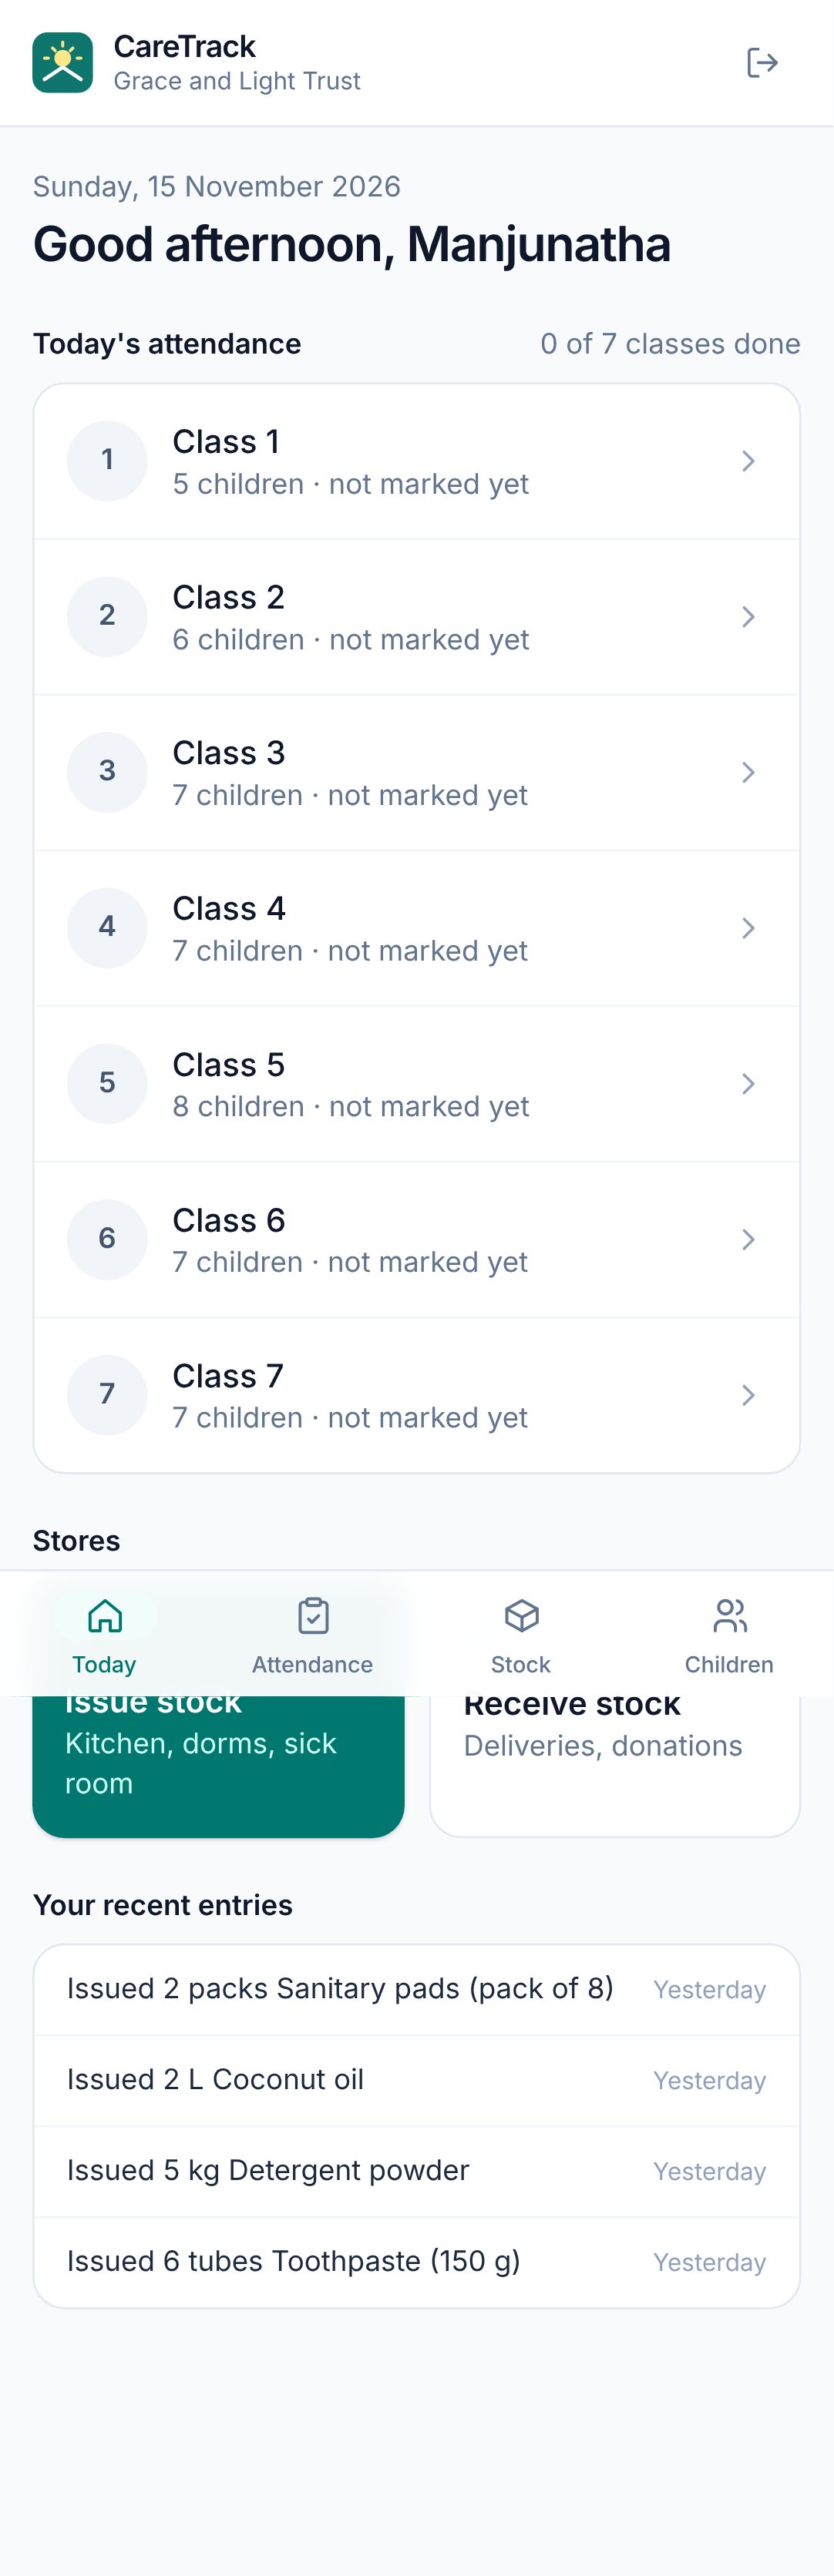 CareTrack
Grace and Light Trust
Sunday, 15 November 2026
Good afternoon, Manjunatha
Today's attendance
0 of 7 classes done
1
Class 1
5 children · not marked yet
2
Class 2
6 children · not marked yet
3
Class 3
7 children · not marked yet
4
Class 4
7 children · not marked yet
5
Class 5
8 children · not marked yet
6
Class 6
7 children · not marked yet
7
Class 7
7 children · not marked yet
Stores
Today
Attendance
Stock
Children
Issue stock
Kitchen, dorms, sick
room
Receive stock
Deliveries, donations
Your recent entries
Issued 2 packs Sanitary pads (pack of 8)
Yesterday
Issued 2 L Coconut oil
Yesterday
Issued 5 kg Detergent powder
Yesterday
Issued 6 tubes Toothpaste (150 g)
Yesterday